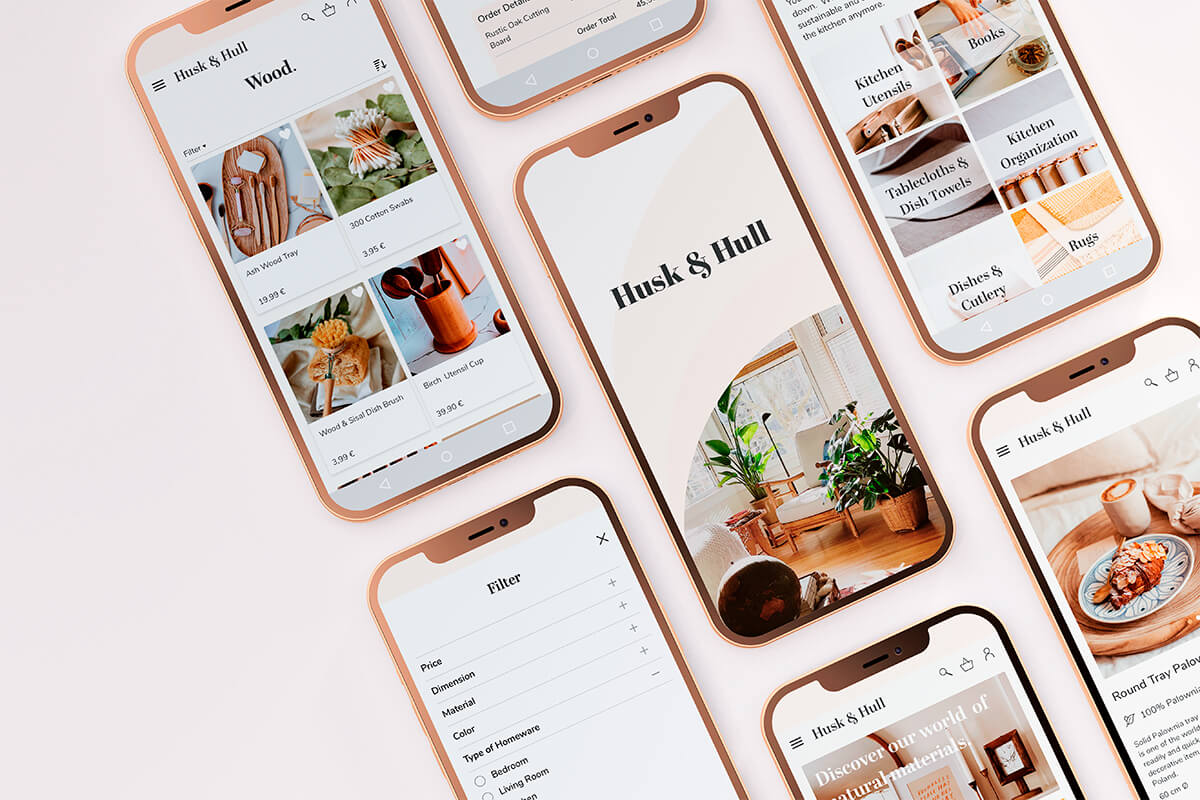 Husk & Hull
Wood.
Filter
Ash Wood Tray
19,99 €
300 Cotton Swabs
3,95 €
Wood & Sisal Dish Brush
3,99 €
Birch Utensil Cup
39,90 €
Order
Rustic Oak Cutting
Board
Order Total
Husk & Hull
down.
sustainable and
the kitchen anymore.
Books
Kitchen
Utensils
Kitchen
Organization
Tablecloths &
Dish Towels
Rugs
Dishes &
Cutlery
Filter
Price
Dimension
Material
Color
Type of Homeware
Bedroom
Living Room
Husk & Hull
Discover our world of
natural materials.
Husk & Hull
Round Tray Palow
100% Palownia
Solid Palownia tray
is one of the world
readily and quick
decorative item
Poland.
60 cm Ø